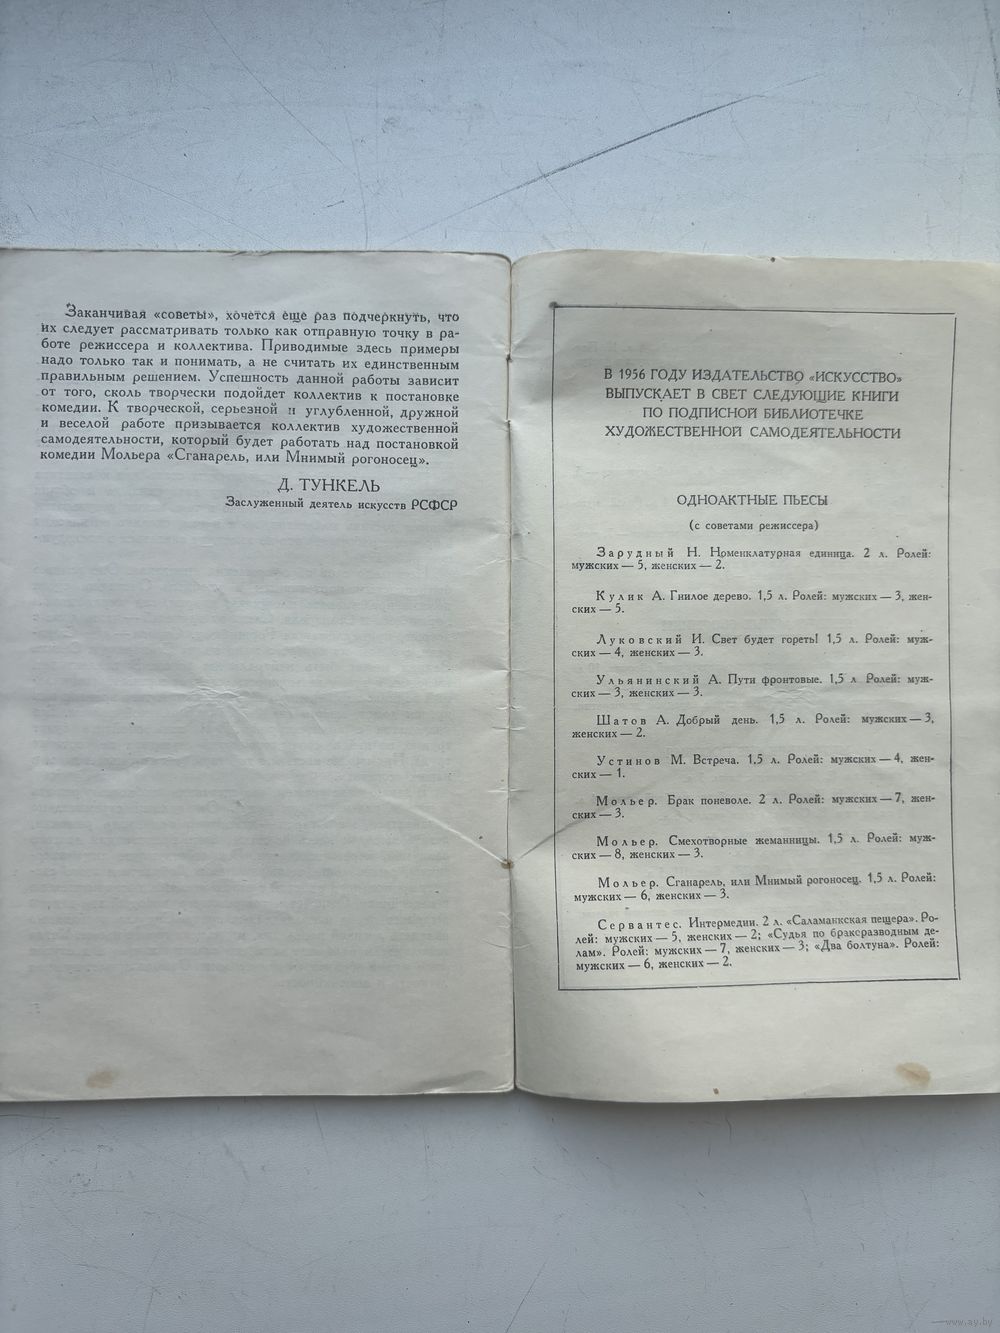 Заканчивая «советы», хочется еще раз подчеркнуть, что
их следует рассматривать только как отправную точку в ра-
боте режиссера и коллектива. Приводимые здесь примеры
надо только так и понимать, а не считать их единственным
правильным решением. Успешность данной работы зависит
от того, сколь творчески подойдет коллектив к постановке
комедии. К творческой, серьезной и углубленной, дружной
и веселой работе призывается коллектив художественной
самодеятельности, который будет работать над постановкой
комедии Мольера «Сганарель, или Мнимый рогоносец».
Д. ТУНКЕЛЬ
Заслуженный деятель искусств РСФСР
В 1956 ГОДУ ИЗДАТЕЛЬСТВО «ИСКУССТВО»
ВЫПУСКАЕТ В СВЕТ СЛЕДУЮЩИЕ КНИГИ
ПО ПОДПИСНОЙ БИБЛИОТЕЧКЕ
ХУДОЖЕСТВЕННОЙ САМОДЕЯТЕЛЬНОСТИ
ОДНОАКТНЫЕ ПЬЕСЫ
(с советами режиссера)
Зарудный Н. Номенклатурная единица. 2 л. Ролей:
мужских — 5, женских — 2.
Кулик А. Гнилое дерево. 1,5 л. Ролей: мужских — 3, жен-
ских — 5.
Луковский И. Свет будет гореть! 1,5 л. Ролей: муж-
ских — 4, женских — 3.
Ульянинский А. Пути фронтовые. 1,5 л Ролей: муж-
ских — 3, женских — 3.
Шатов А. Добрый день. 1,5 л. Ролей: мужских — 3,
женских — 2.
Устинов М. Встреча. 1,5 л. Ролей: мужских — 4, жен-
ских — 1.
Мольер. Брак поневоле. 2 л. Ролей: мужских — 7, жен-
ских — 3.
Мольер. Смехотворные жеманницы. 1,5 л. Ролей: муж-
ских — 8, женских — 3.
Мольер. Сганарель, или Мнимый рогоносец. 1,5 л. Ролей:
мужских — 6, женских — 3.
Сервантес. Интермедии. 2 л. «Саламанкская пещера». Ро-
лей: мужских — 5, женских — 2; «Судья по бракоразводным де-
лам». Ролей: мужских — 7, женских — 3; «Два болтуна». Ролей:
мужских — 6, женских — 2.
www.ay.by